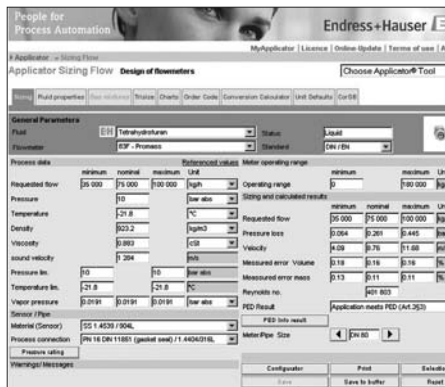 People for
Process Automation
Endress+Hauser
MyApplicator | Licence | Online-Update | Terms of use |
Applicator Sizing Flow
Applicator Sizing Flow Design of flowmeters Choose Applicator Tool
Sizing Fluid properties Trisize Charts Order Code Conversion Calculator Unit Defaults
General Parameters
Fluid EH Tetrahydrofuran Status Liquid
Flowmeter 83F - Promass Standard DIN / EN
Process data Referenced values Meter operating range
minimum nominal maximum Unit minimum maximum
Requested flow 35 000 75 000 100 000 kg/h Operating range 0 180 000
Pressure 10 bar abs Sizing and calculated results
Temperature -21.8 °C minimum nominal maximum
Density 923.2 kg/m3 Requested flow 35 000 75 000 100 000
Viscosity 0.883 cSt Pressure loss 0.064 0.261 0.445
sound velocity 1 284 m/s Velocity 4.09 8.76 11.68
Pressure lim. 10 10 bar abs Measured error Volume 0.18 0.16 0.16
Temperature lim. -21.8 -21.8 °C Measured error mass 0.13 0.11 0.11
Vapor pressure 0.0191 0.0191 0.0191 bar abs Reynolds no. 401 803
Sensor / Pipe PED Result Application meets PED (Art.3§3)
Material (Sensor) SS 1.4539 / 904L PED Info result
Process connection PN 16 DIN 11851 (gasket seal) / 1.4404/316L Meter/Pipe Size DN 80
Pressure rating
Warnings/ Messages Configurator Print
Save Save to buffer